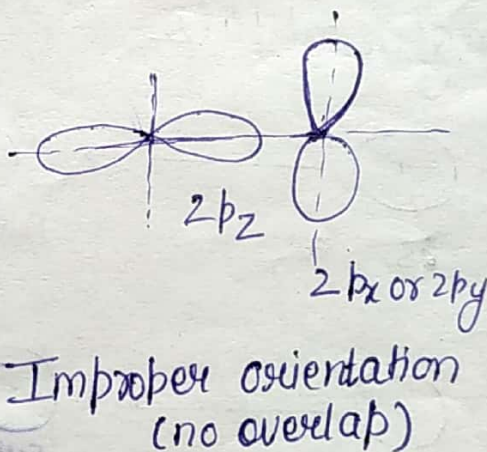 2pz
2px or 2py
Improper orientation
(no overlap)